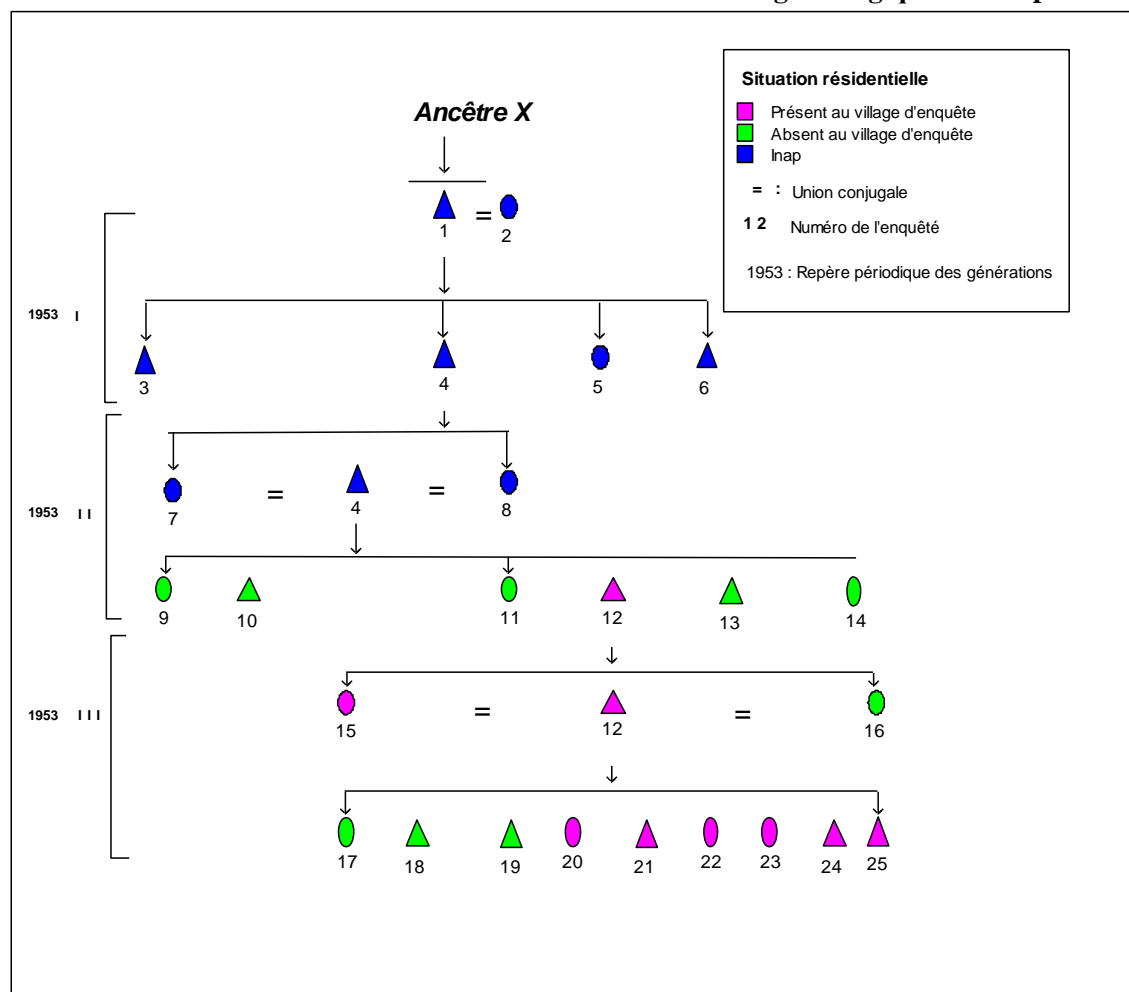 Situation résidentielle
Présent au village d'enquête
Absent au village d'enquête
Inap
= : Union conjugale
1 2 Numéro de l'enquêté
1953 : Repère périodique des générations
Ancêtre X
=
1 2
1953 I
3 4 5 6
1953 I I
= =
7 4 8
9 10 11 12 13 14
1953 I I I
= =
15 12 16
17 18 19 20 21 22 23 24 25